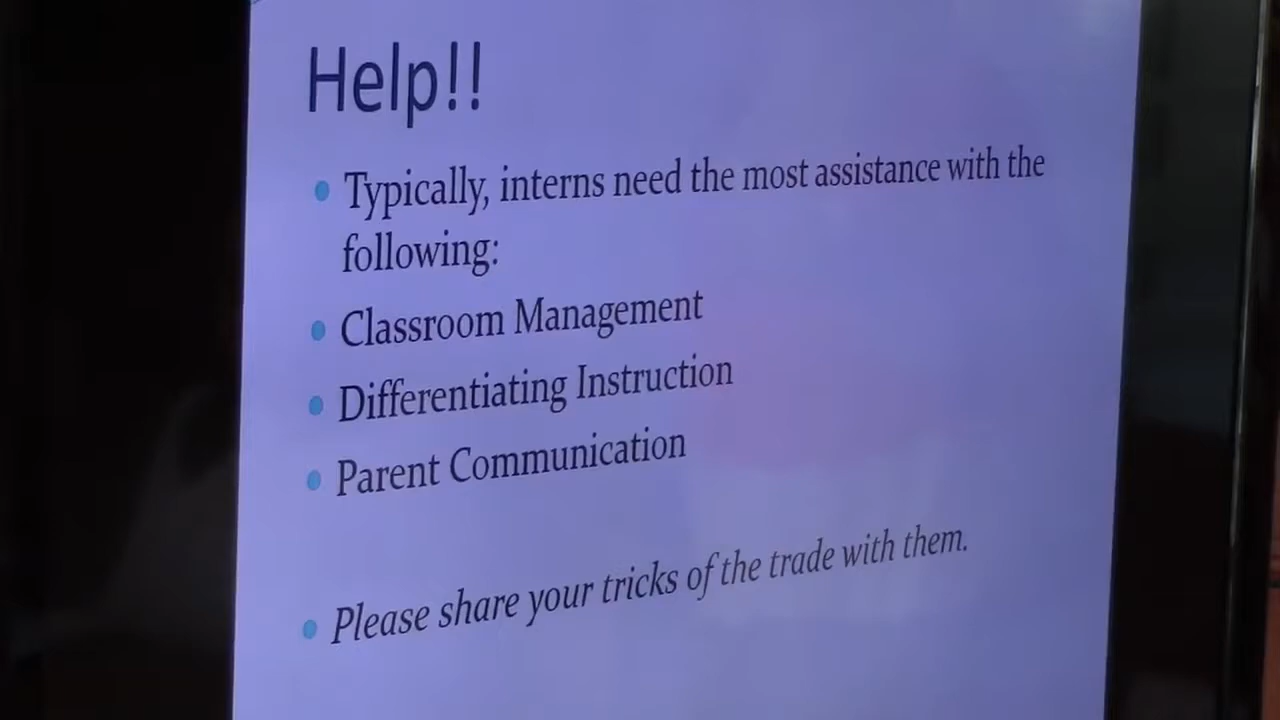 Help!!
Typically, interns need the most assistance with the
following:
Classroom Management
Differentiating Instruction
Parent Communication
Please share your tricks of the trade with them.